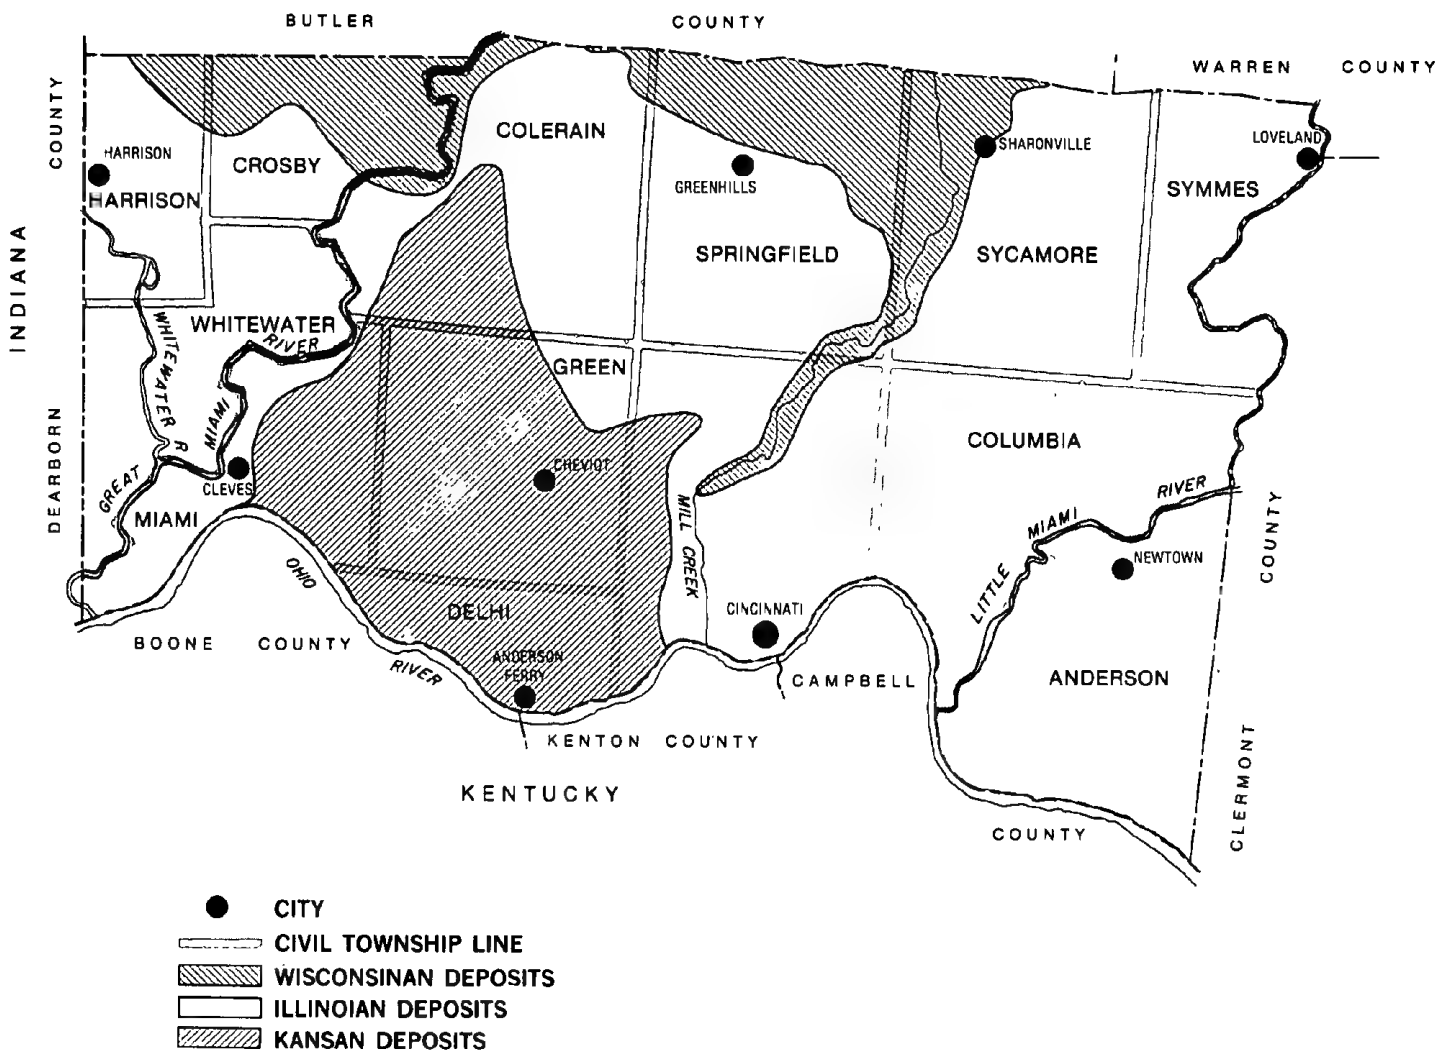 BUTLER COUNTY
WARREN COUNTY
COUNTY
COLERAIN
HARRISON
CROSBY
HARRISON
GREENHILLS
SHARONVILLE
LOVELAND
SYMMES
INDIANA
SPRINGFIELD
SYCAMORE
WHITEWATER
RIVER
WHITEWATER R
MIAMI
GREEN
DEARBORN
GREAT
CLEVES
CHEVIOT
COLUMBIA
MIAMI
MILL CREEK
RIVER
MIAMI
LITTLE
NEWTOWN
COUNTY
OHIO
DELHI
CINCINNATI
BOONE COUNTY
RIVER
ANDERSON
FERRY
CAMPBELL
ANDERSON
KENTON COUNTY
KENTUCKY
COUNTY
CLERMONT
CITY
CIVIL TOWNSHIP LINE
WISCONSINAN DEPOSITS
ILLINOIAN DEPOSITS
KANSAN DEPOSITS